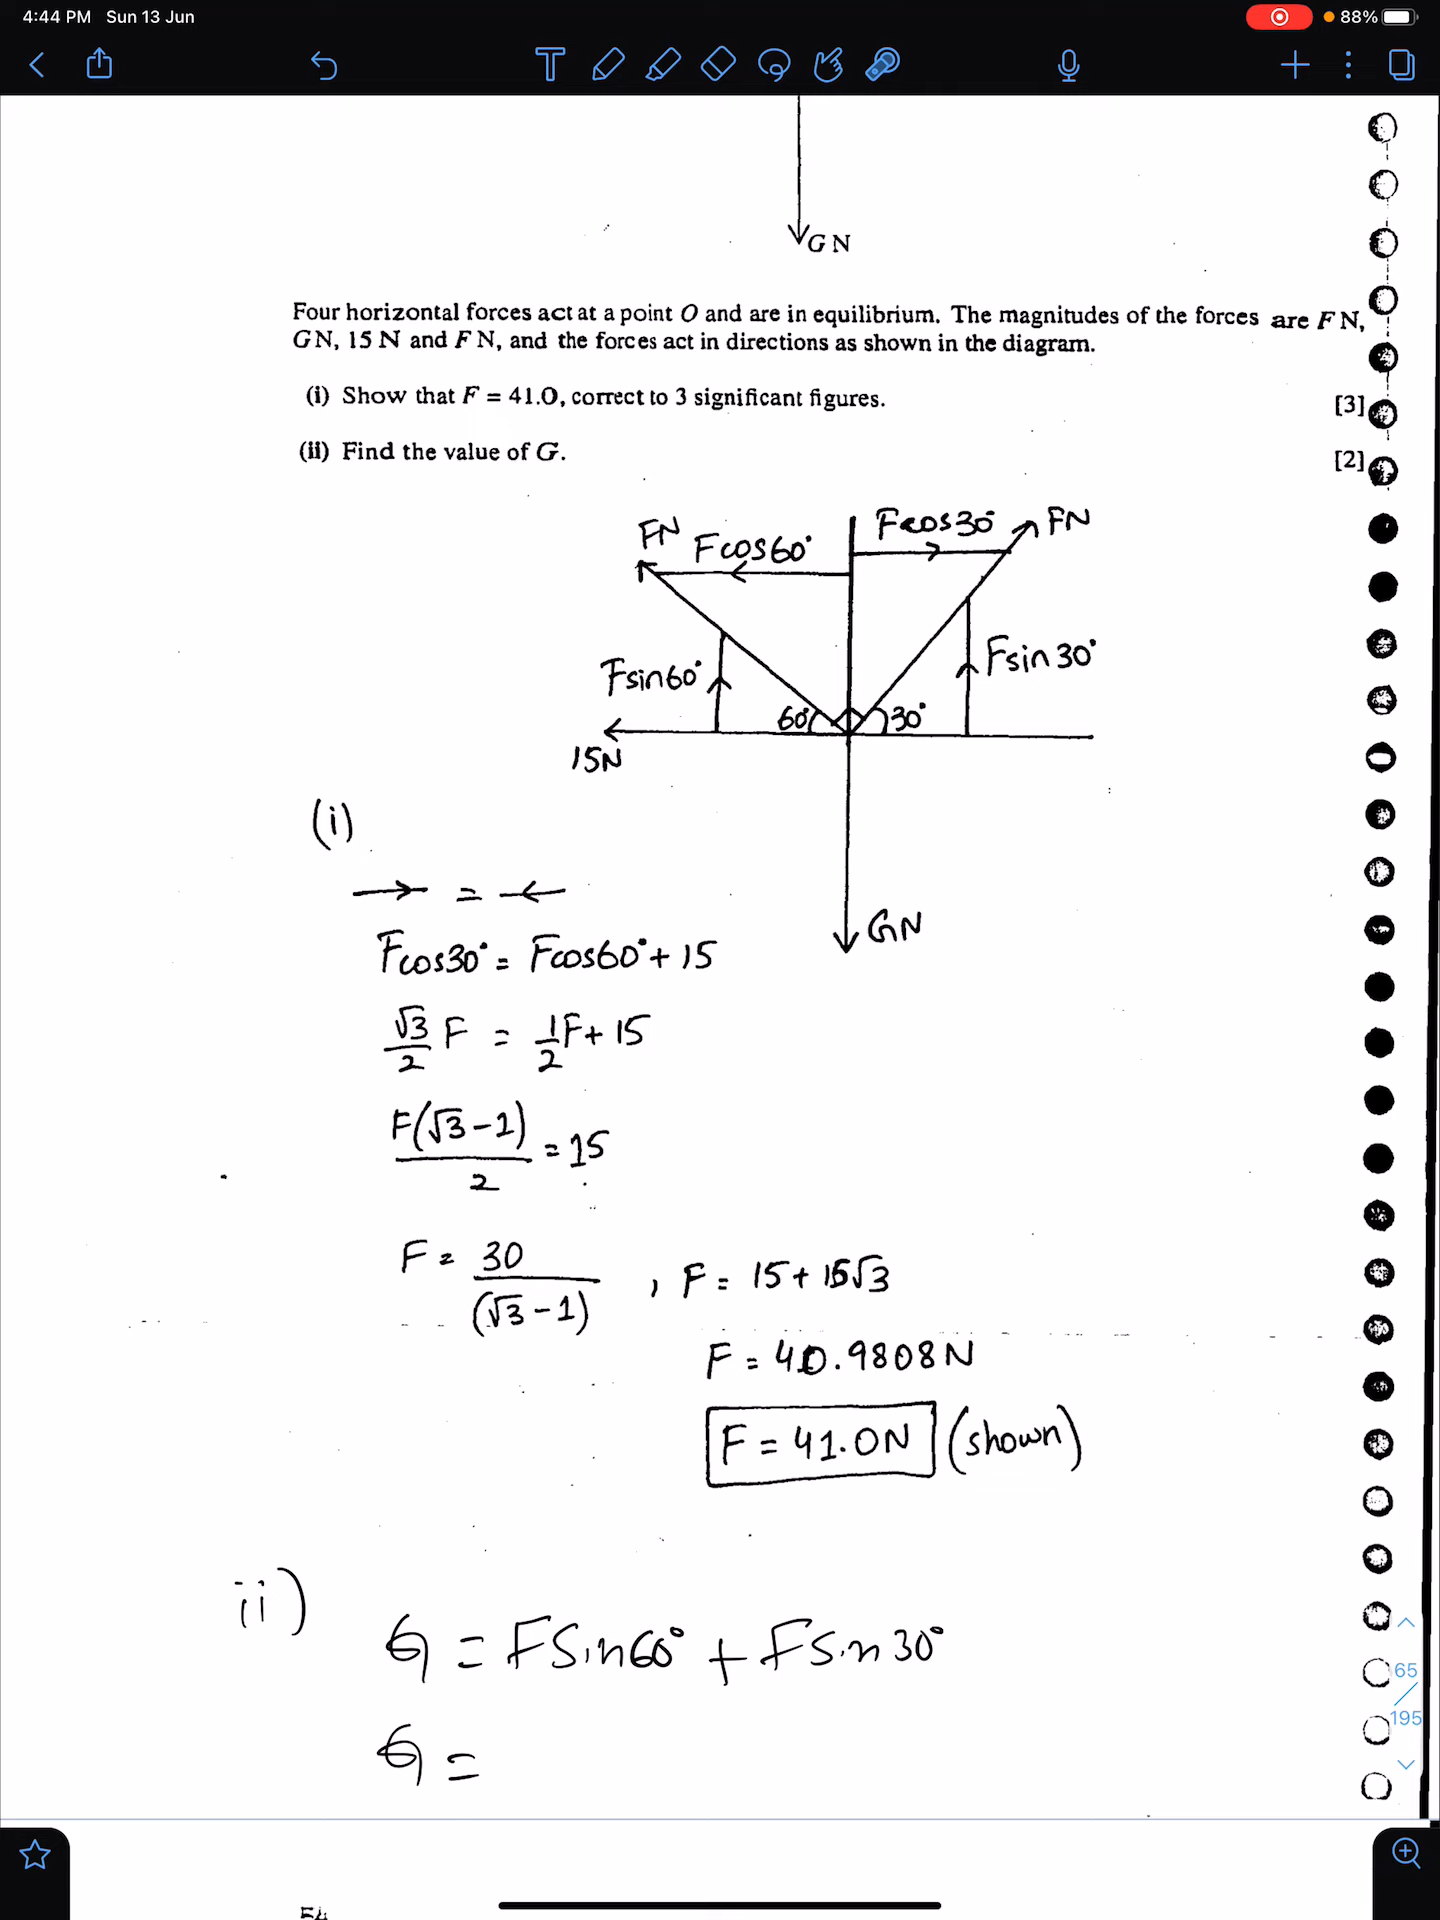 4:44 PM Sun 13 Jun
88%
GN
Four horizontal forces act at a point O and are in equilibrium. The magnitudes of the forces are F N,
G N, 15 N and F N, and the forces act in directions as shown in the diagram.
(i) Show that F = 41.0, correct to 3 significant figures. [3]
(ii) Find the value of G. [2]
FN Fcos60° Fcos30° FN
Fsin60° Fsin30°
60° 30°
15N
GN
(i)
→ = ←
Fcos30° = Fcos60° + 15
√3/2 F = 1/2 F + 15
F(√3-1)/2 = 15
F = 30/(√3-1) , F = 15 + 15√3
F = 40.9808N
F = 41.0N (shown)
ii) G = Fsin60° + Fsin30°
G =
65
195